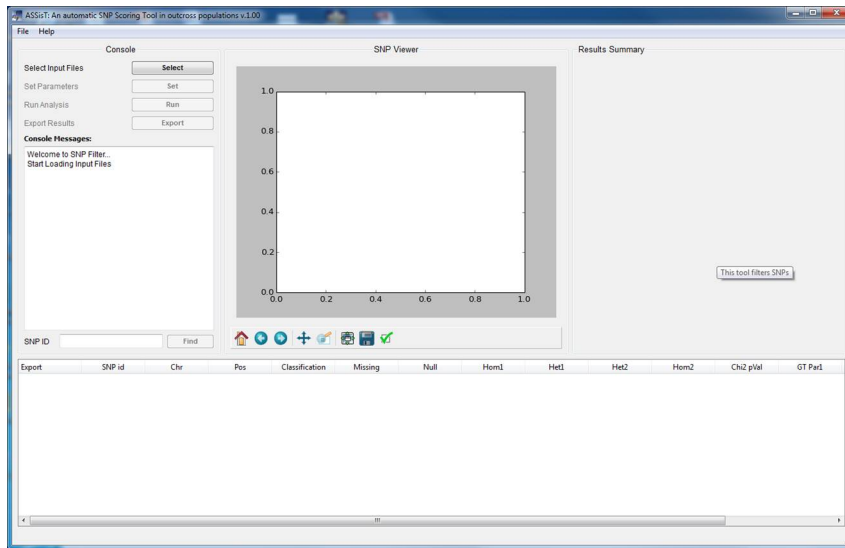 ASSisT: An automatic SNP Scoring Tool in outcross populations v.1.00
File Help
Console
Select Input Files Select
Set Parameters Set
Run Analysis Run
Export Results Export
Console Messages:
Welcome to SNP Filter...
Start Loading Input Files
SNP ID Find
SNP Viewer
1.0
0.8
0.6
0.4
0.2
0.0
0.0 0.2 0.4 0.6 0.8 1.0
Results Summary
This tool filters SNPs
Export SNP id Chr Pos Classification Missing Null Hom1 Het1 Het2 Hom2 Chi2 pVal GT Par1